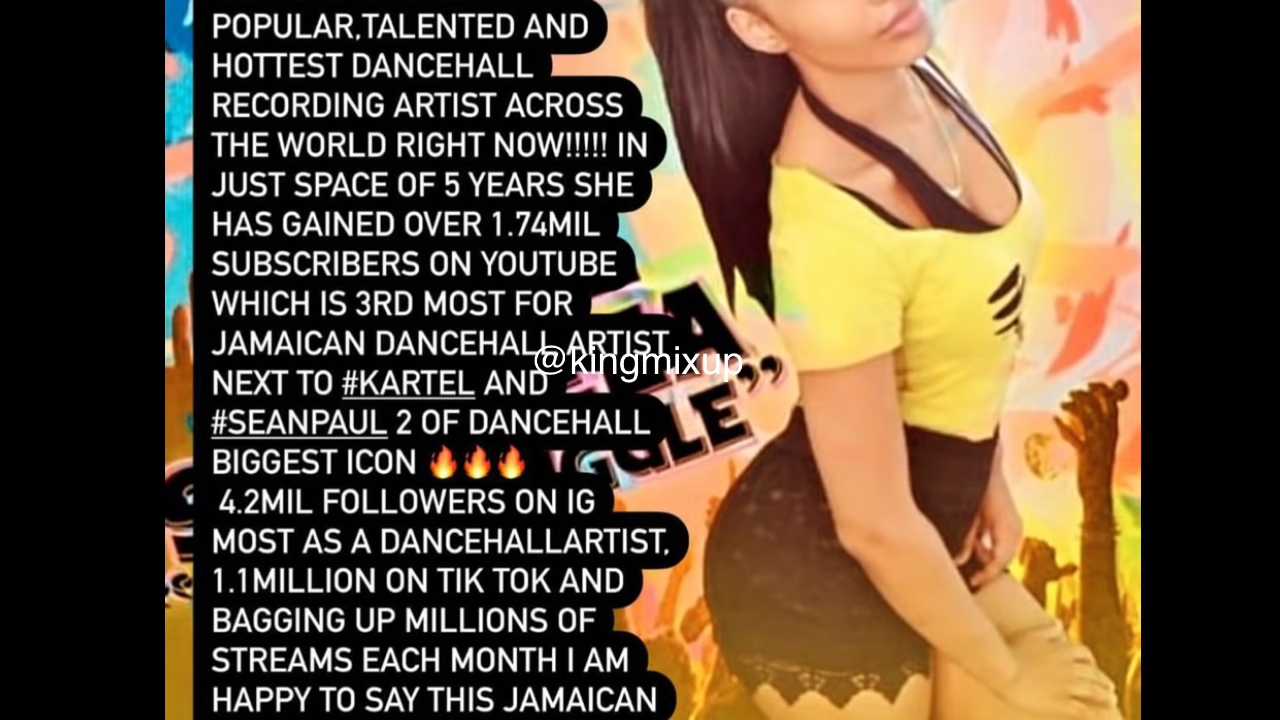 POPULAR,TALENTED AND
HOTTEST DANCEHALL
RECORDING ARTIST ACROSS
THE WORLD RIGHT NOW!!!!! IN
JUST SPACE OF 5 YEARS SHE
HAS GAINED OVER 1.74MIL
SUBSCRIBERS ON YOUTUBE
WHICH IS 3RD MOST FOR
JAMAICAN DANCEHALL ARTIST
@kingmixup
NEXT TO #KARTEL AND
#SEANPAUL 2 OF DANCEHALL
BIGGEST ICON 🔥🔥🔥
4.2MIL FOLLOWERS ON IG
MOST AS A DANCEHALLARTIST,
1.1MILLION ON TIK TOK AND
BAGGING UP MILLIONS OF
STREAMS EACH MONTH I AM
HAPPY TO SAY THIS JAMAICAN